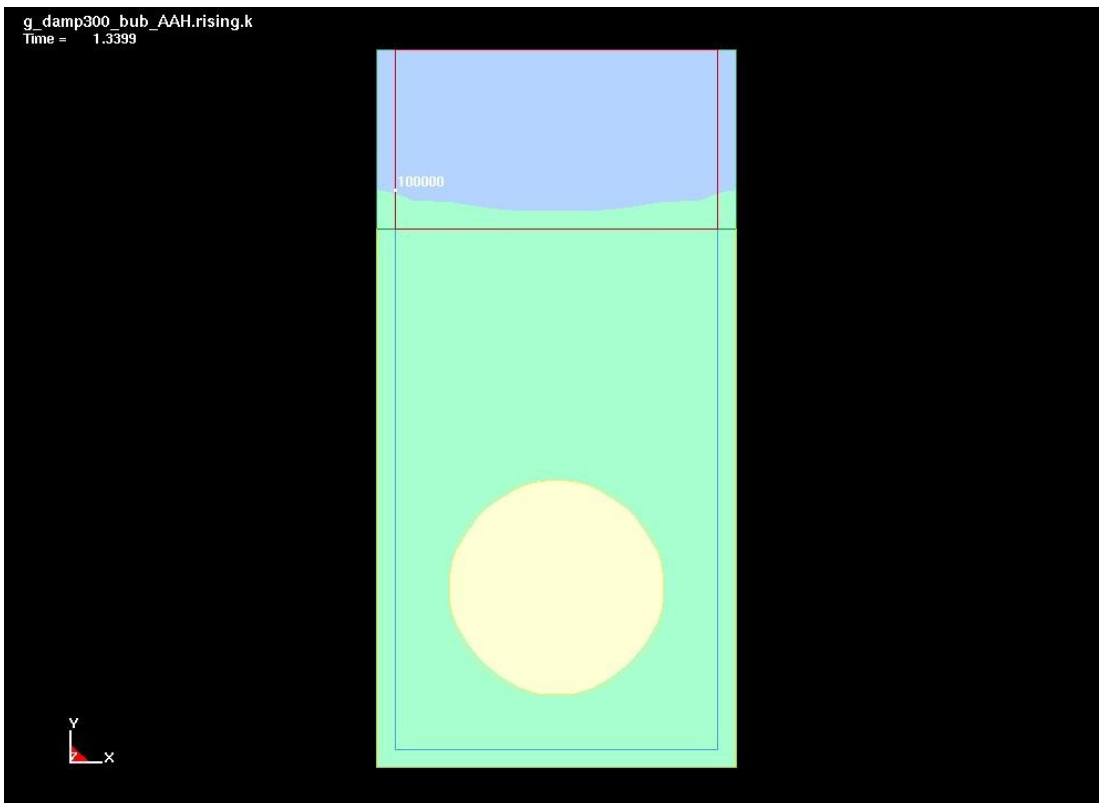 g_damp300_bub_AAH.rising.k
Time = 1.3399
100000
Y
Z X